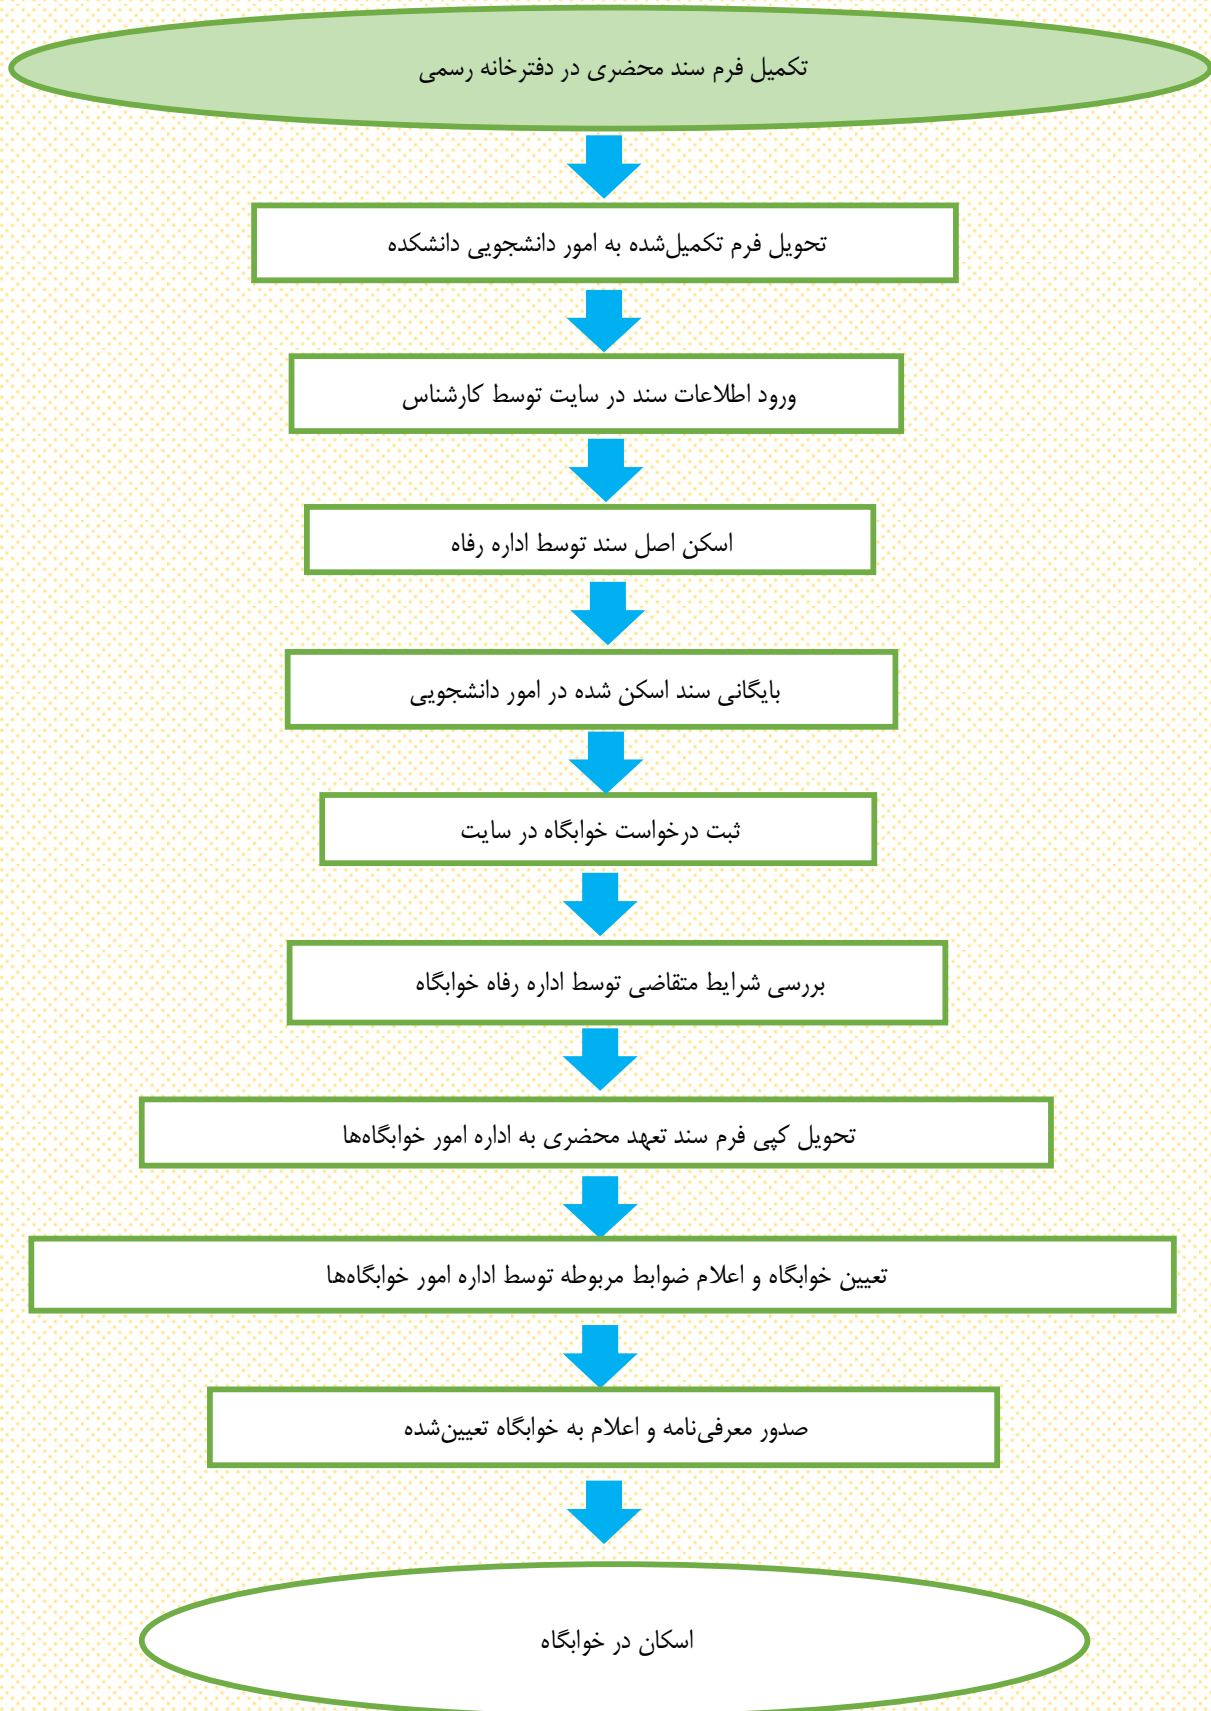 تکمیل فرم سند محضری در دفترخانه رسمی
تحویل فرم تکمیل‌شده به امور دانشجویی دانشکده
ورود اطلاعات سند در سایت توسط کارشناس
اسکن اصل سند توسط اداره رفاه
بایگانی سند اسکن شده در امور دانشجویی
ثبت درخواست خوابگاه در سایت
بررسی شرایط متقاضی توسط اداره رفاه خوابگاه
تحویل کپی فرم سند تعهد محضری به اداره امور خوابگاه‌ها
تعیین خوابگاه و اعلام ضوابط مربوطه توسط اداره امور خوابگاه‌ها
صدور معرفی‌نامه و اعلام به خوابگاه تعیین‌شده
اسکان در خوابگاه